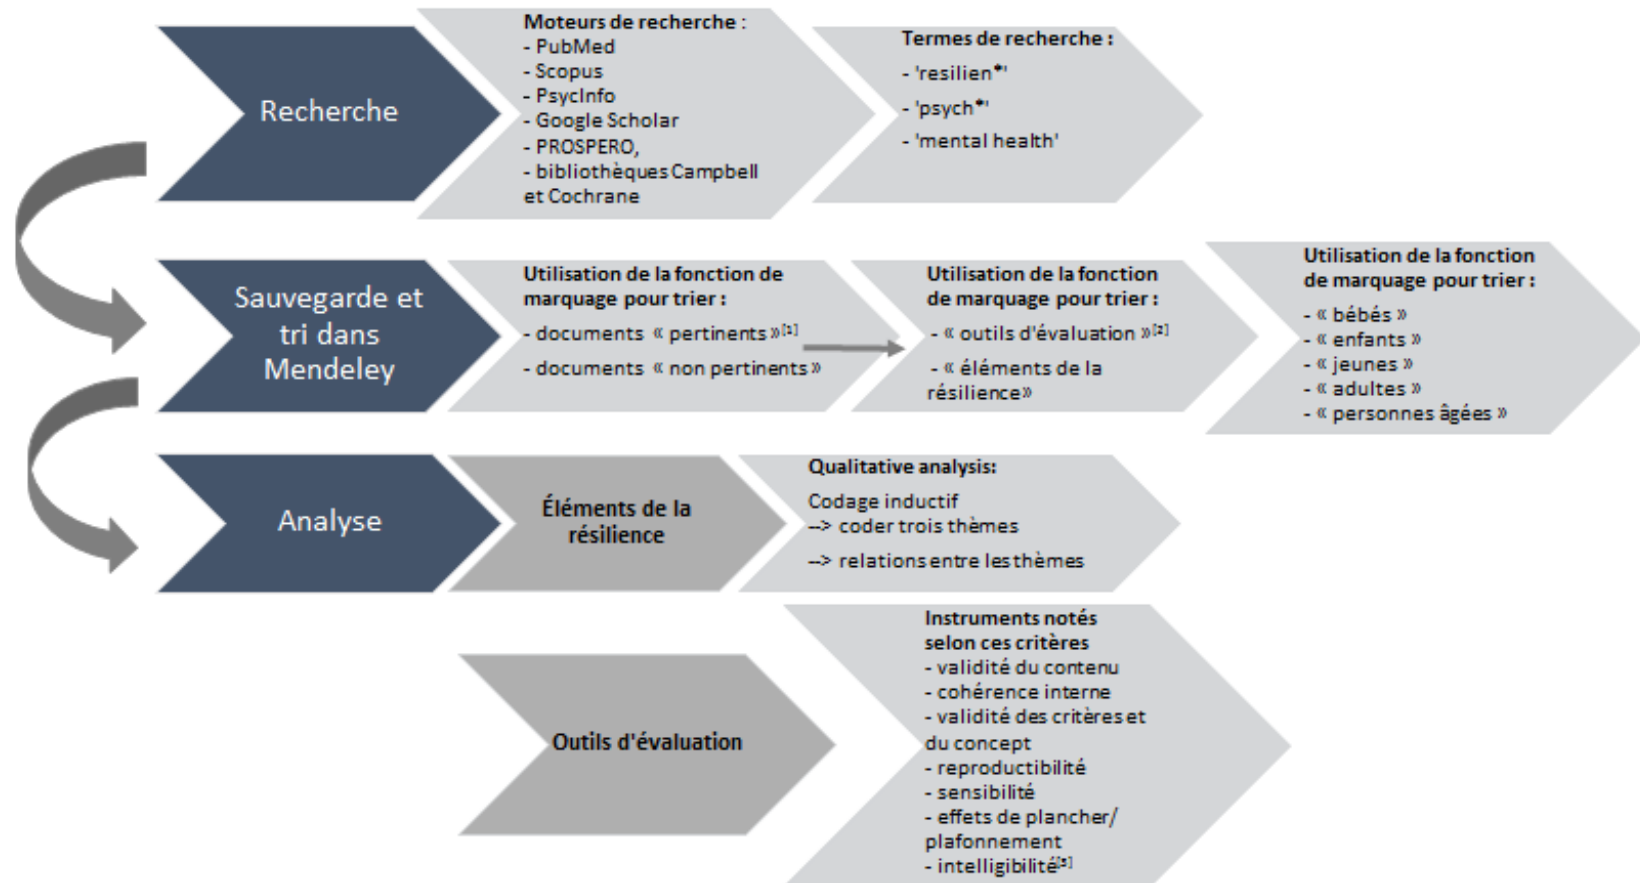 Recherche
Moteurs de recherche :
- PubMed
- Scopus
- PsycInfo
- Google Scholar
- PROSPERO,
- bibliothèques Campbell
et Cochrane
Termes de recherche :
- 'resilien*'
- 'psych*'
- 'mental health'
Sauvegarde et
tri dans
Mendeley
Utilisation de la fonction de
marquage pour trier :
- documents « pertinents »[1]
- documents « non pertinents »
Utilisation de la fonction
de marquage pour trier :
- « outils d'évaluation »[2]
- « éléments de la
résilience»
Utilisation de la fonction
de marquage pour trier :
- « bébés »
- « enfants »
- « jeunes »
- « adultes »
- « personnes âgées »
Analyse
Éléments de la
résilience
Qualitative analysis:
Codage inductif
--> coder trois thèmes
--> relations entre les thèmes
Outils d'évaluation
Instruments notés
selon ces critères
- validité du contenu
- cohérence interne
- validité des critères et
du concept
- reproductibilité
- sensibilité
- effets de plancher/
plafonnement
- intelligibilité[3]